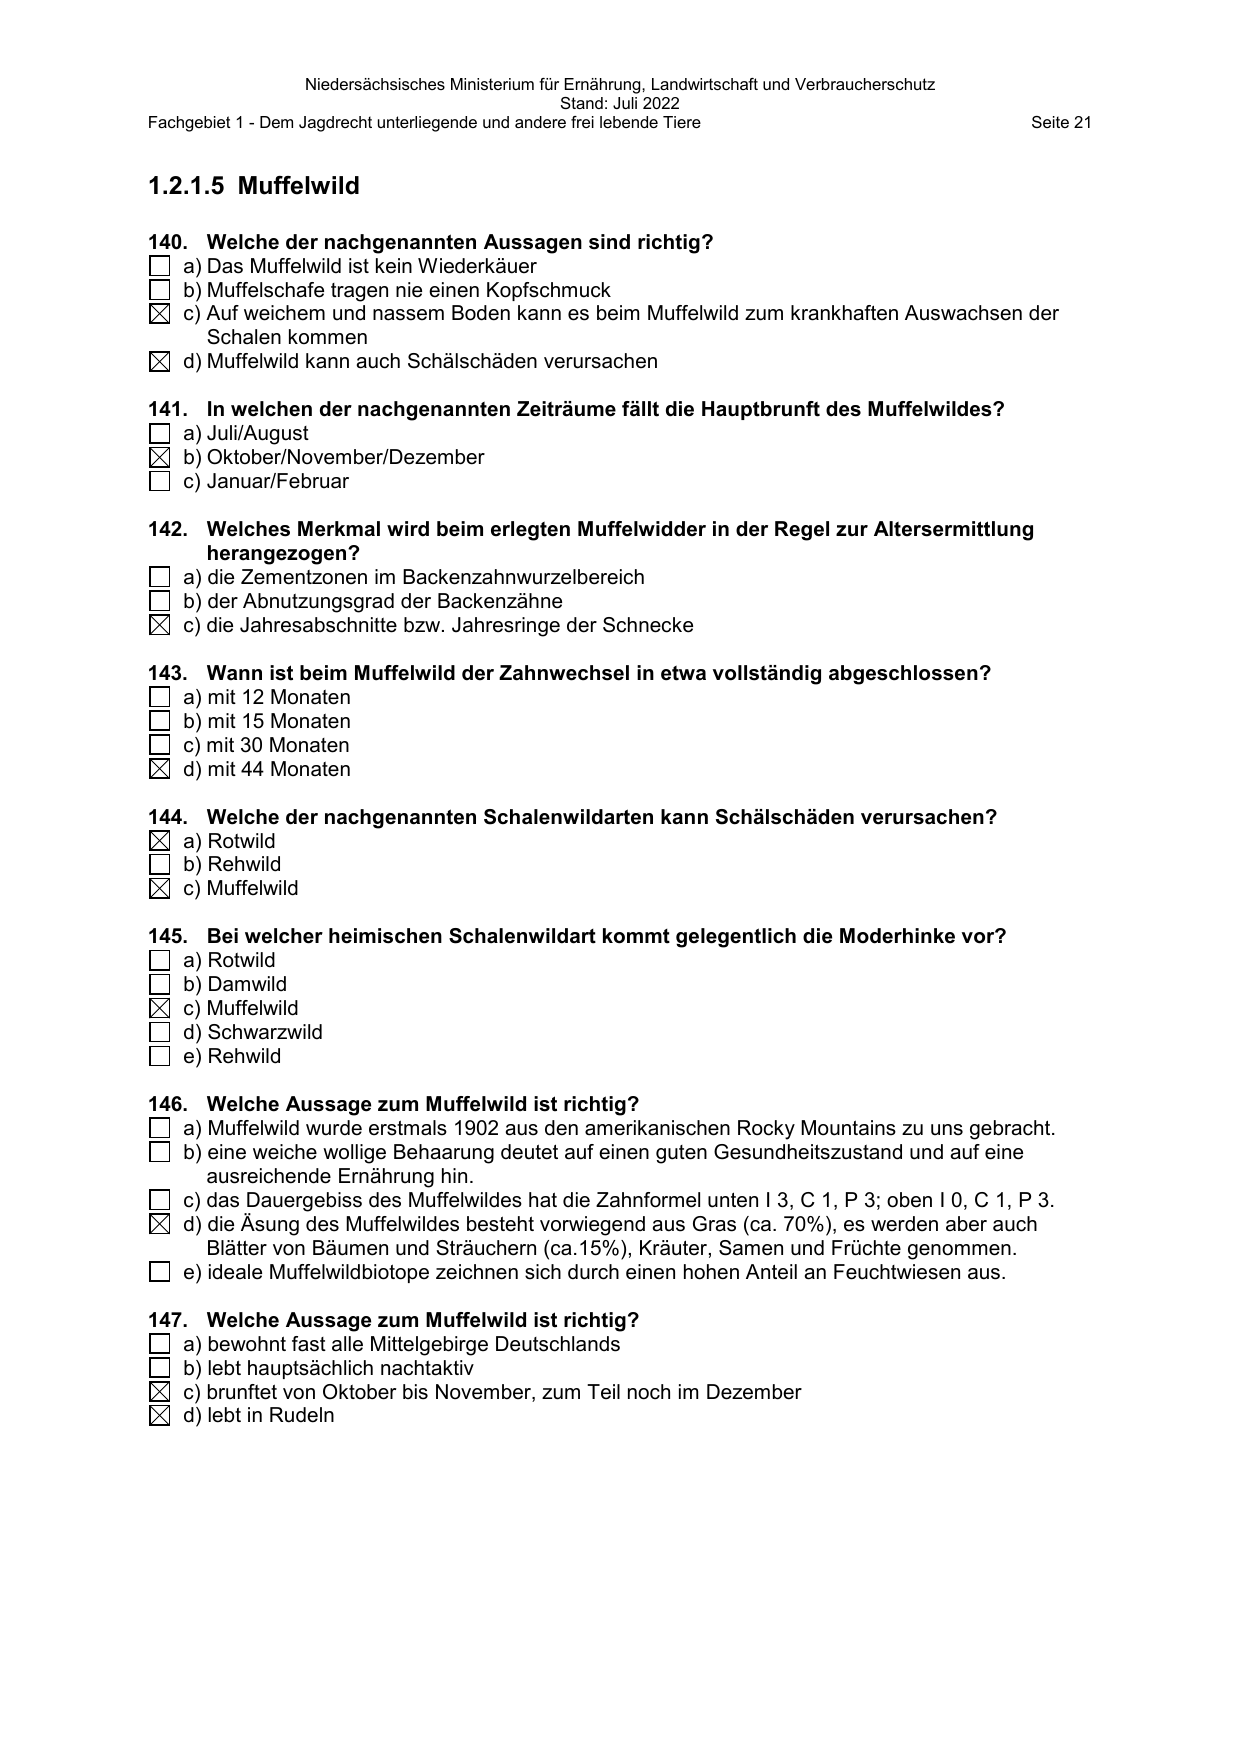 Niedersächsisches Ministerium für Ernährung, Landwirtschaft und Verbraucherschutz
Stand: Juli 2022
Fachgebiet 1 - Dem Jagdrecht unterliegende und andere frei lebende Tiere Seite 21
1.2.1.5 Muffelwild
140. Welche der nachgenannten Aussagen sind richtig?
☐ a) Das Muffelwild ist kein Wiederkäuer
☐ b) Muffelschafe tragen nie einen Kopfschmuck
☒ c) Auf weichem und nassem Boden kann es beim Muffelwild zum krankhaften Auswachsen der
Schalen kommen
☒ d) Muffelwild kann auch Schälschäden verursachen
141. In welchen der nachgenannten Zeiträume fällt die Hauptbrunft des Muffelwildes?
☐ a) Juli/August
☒ b) Oktober/November/Dezember
☐ c) Januar/Februar
142. Welches Merkmal wird beim erlegten Muffelwidder in der Regel zur Altersermittlung
herangezogen?
☐ a) die Zementzonen im Backenzahnwurzelbereich
☐ b) der Abnutzungsgrad der Backenzähne
☒ c) die Jahresabschnitte bzw. Jahresringe der Schnecke
143. Wann ist beim Muffelwild der Zahnwechsel in etwa vollständig abgeschlossen?
☐ a) mit 12 Monaten
☐ b) mit 15 Monaten
☐ c) mit 30 Monaten
☒ d) mit 44 Monaten
144. Welche der nachgenannten Schalenwildarten kann Schälschäden verursachen?
☒ a) Rotwild
☐ b) Rehwild
☒ c) Muffelwild
145. Bei welcher heimischen Schalenwildart kommt gelegentlich die Moderhinke vor?
☐ a) Rotwild
☐ b) Damwild
☒ c) Muffelwild
☐ d) Schwarzwild
☐ e) Rehwild
146. Welche Aussage zum Muffelwild ist richtig?
☐ a) Muffelwild wurde erstmals 1902 aus den amerikanischen Rocky Mountains zu uns gebracht.
☐ b) eine weiche wollige Behaarung deutet auf einen guten Gesundheitszustand und auf eine
ausreichende Ernährung hin.
☐ c) das Dauergebiss des Muffelwildes hat die Zahnformel unten I 3, C 1, P 3; oben I 0, C 1, P 3.
☒ d) die Äsung des Muffelwildes besteht vorwiegend aus Gras (ca. 70%), es werden aber auch
Blätter von Bäumen und Sträuchern (ca.15%), Kräuter, Samen und Früchte genommen.
☐ e) ideale Muffelwildbiotope zeichnen sich durch einen hohen Anteil an Feuchtwiesen aus.
147. Welche Aussage zum Muffelwild ist richtig?
☐ a) bewohnt fast alle Mittelgebirge Deutschlands
☐ b) lebt hauptsächlich nachtaktiv
☒ c) brunftet von Oktober bis November, zum Teil noch im Dezember
☒ d) lebt in Rudeln